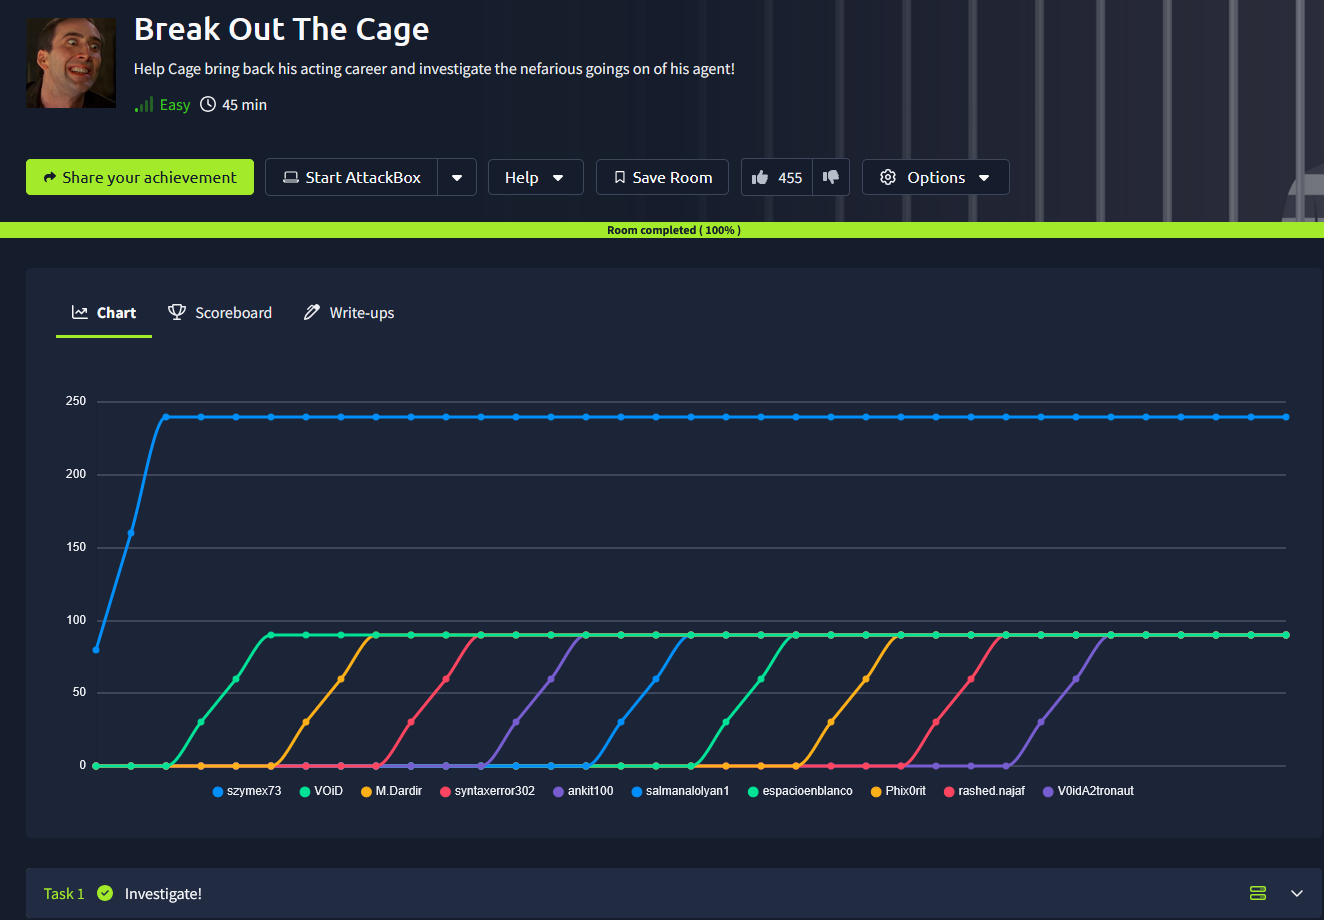 Break Out The Cage
Help Cage bring back his acting career and investigate the nefarious goings on of his agent!
Easy 45 min
Share your achievement Start AttackBox Help Save Room 455 Options
Room completed ( 100% )
Chart Scoreboard Write-ups
250
200
150
100
50
0
szymex73 VOiD M.Dardir syntaxerror302 ankit100 salmanalolyan1 espacioenblanco Phix0rit rashed.najaf V0idA2tronaut
Task 1 Investigate!